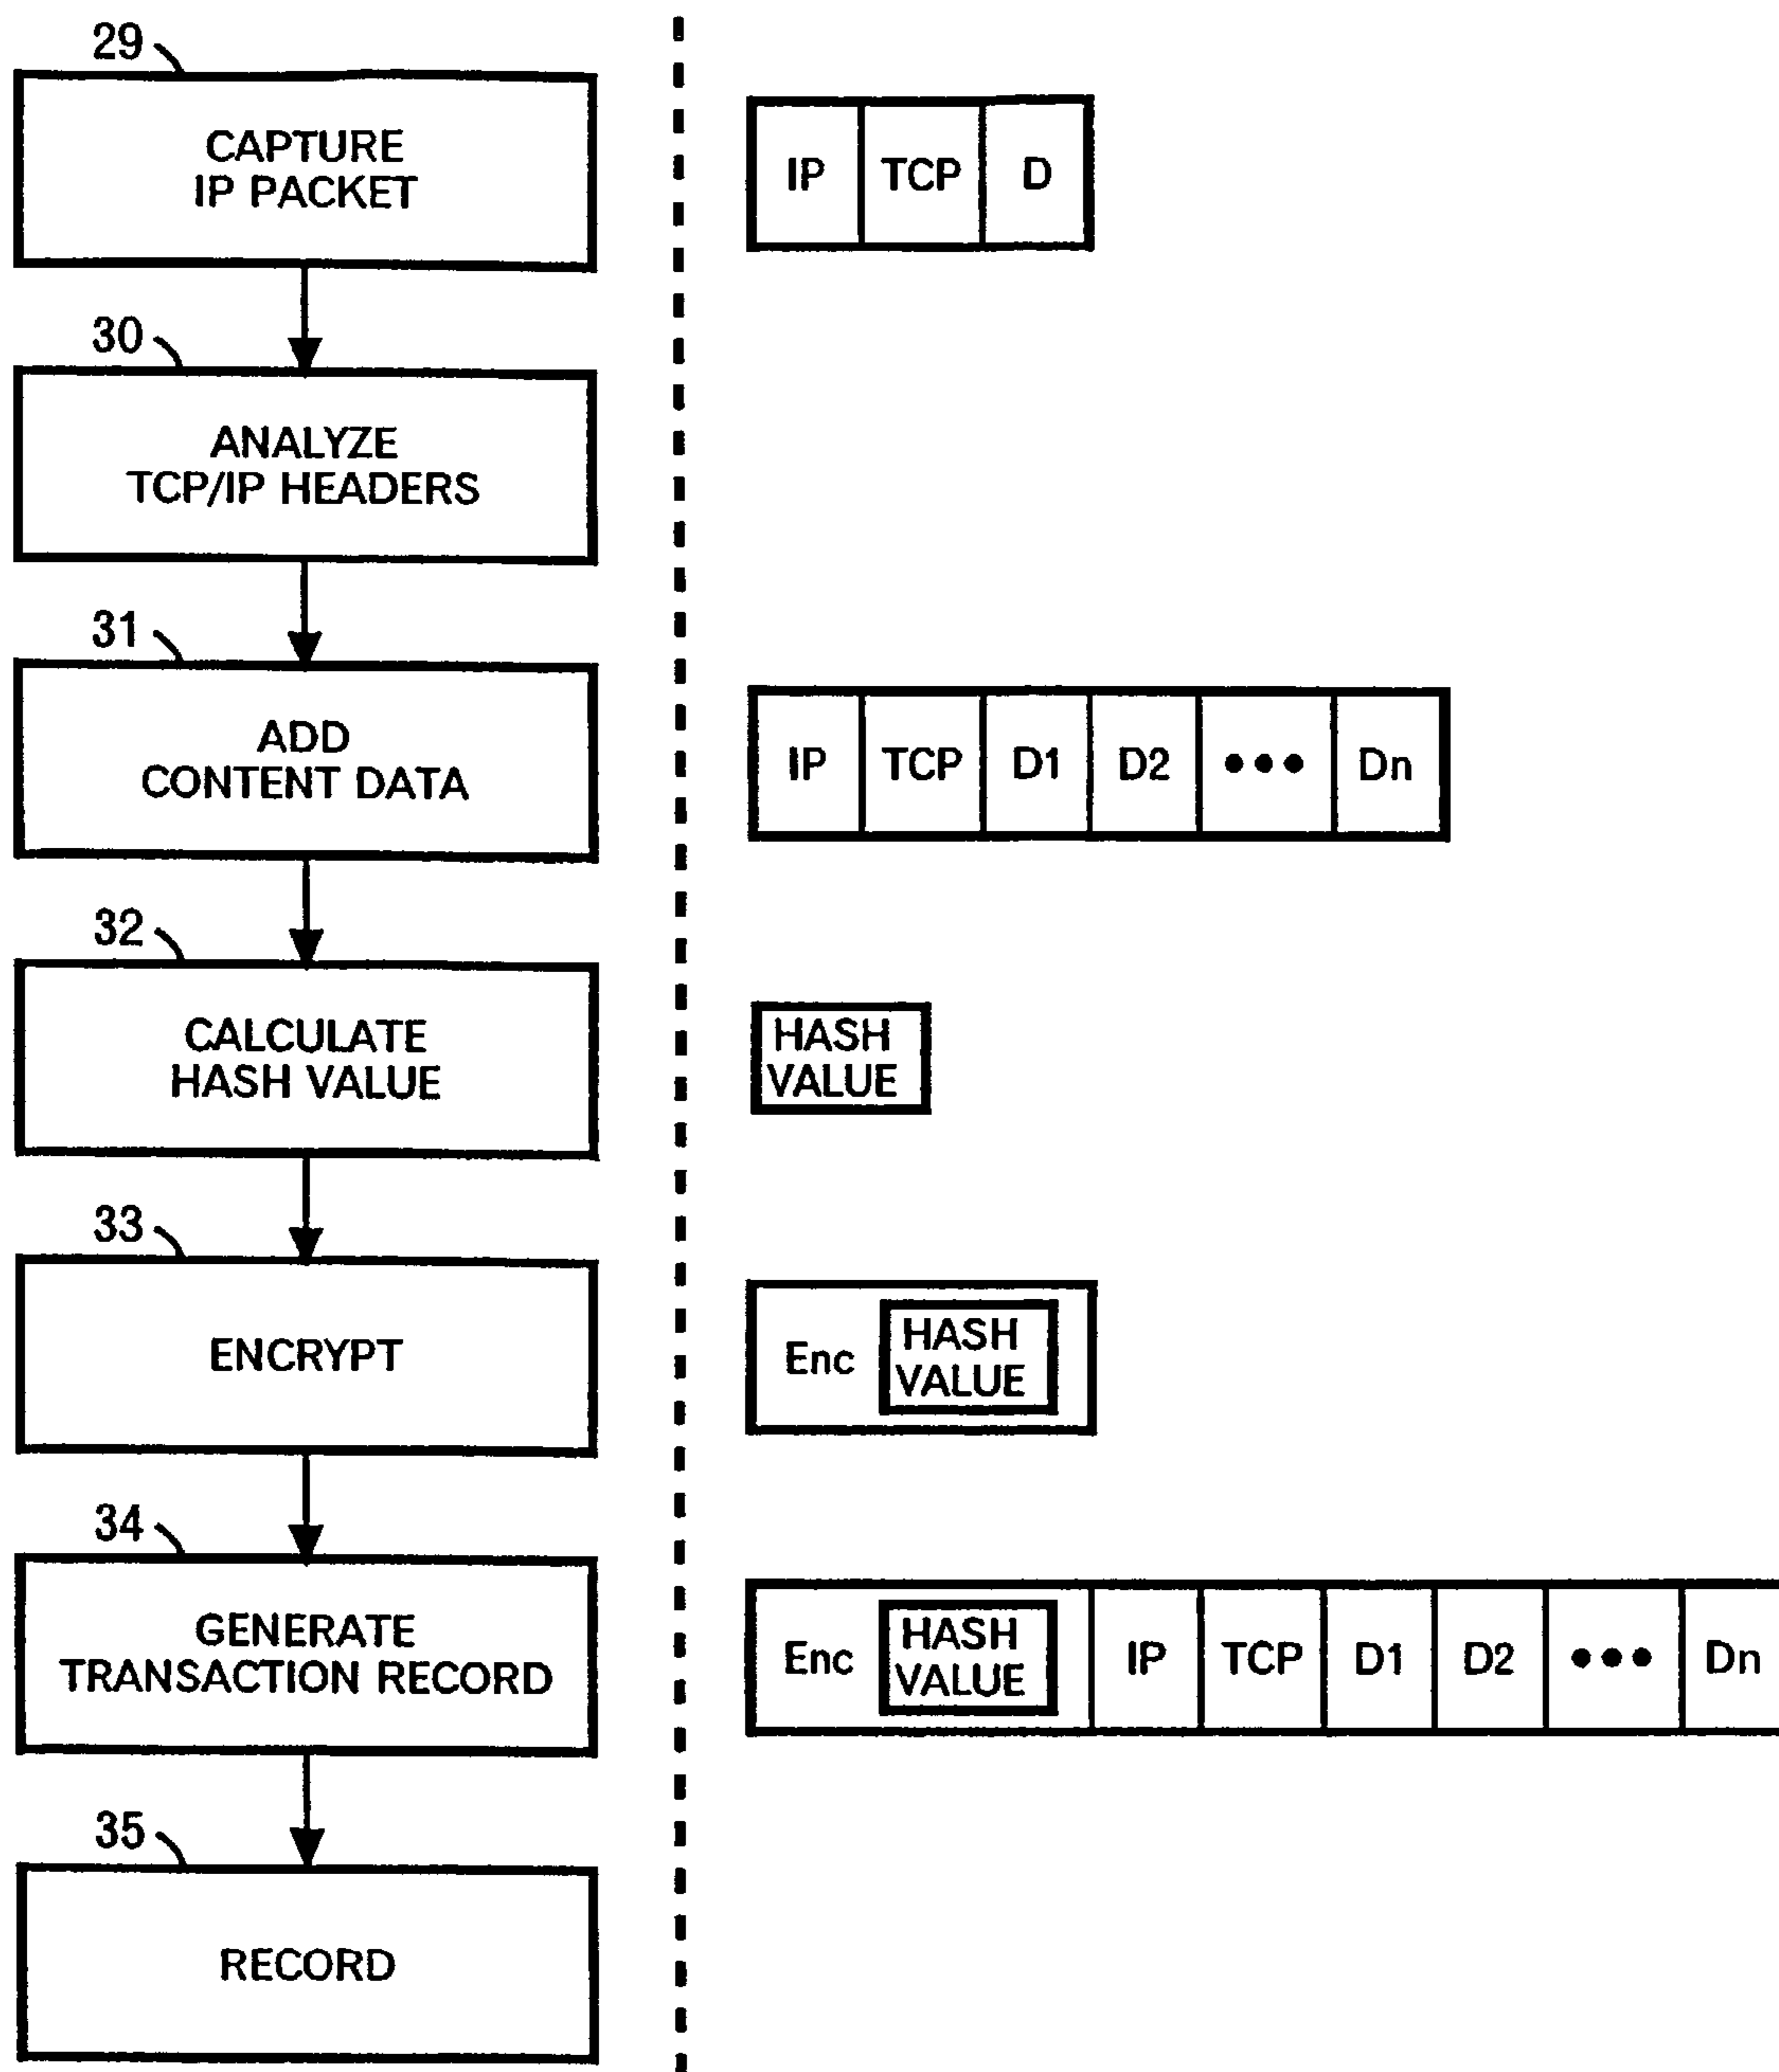 29
CAPTURE
IP PACKET
IP TCP D
30
ANALYZE
TCP/IP HEADERS
31
ADD
CONTENT DATA
IP TCP D1 D2 ••• Dn
32
CALCULATE
HASH VALUE
HASH
VALUE
33
ENCRYPT
Enc
HASH
VALUE
34
GENERATE
TRANSACTION RECORD
Enc
HASH
VALUE
IP TCP D1 D2 ••• Dn
35
RECORD